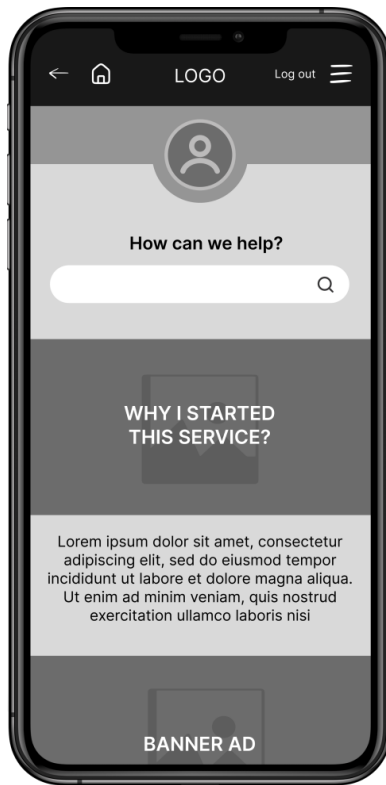 LOGO
Log out
How can we help?
WHY I STARTED
THIS SERVICE?
Lorem ipsum dolor sit amet, consectetur
adipiscing elit, sed do eiusmod tempor
incididunt ut labore et dolore magna aliqua.
Ut enim ad minim veniam, quis nostrud
exercitation ullamco laboris nisi
BANNER AD